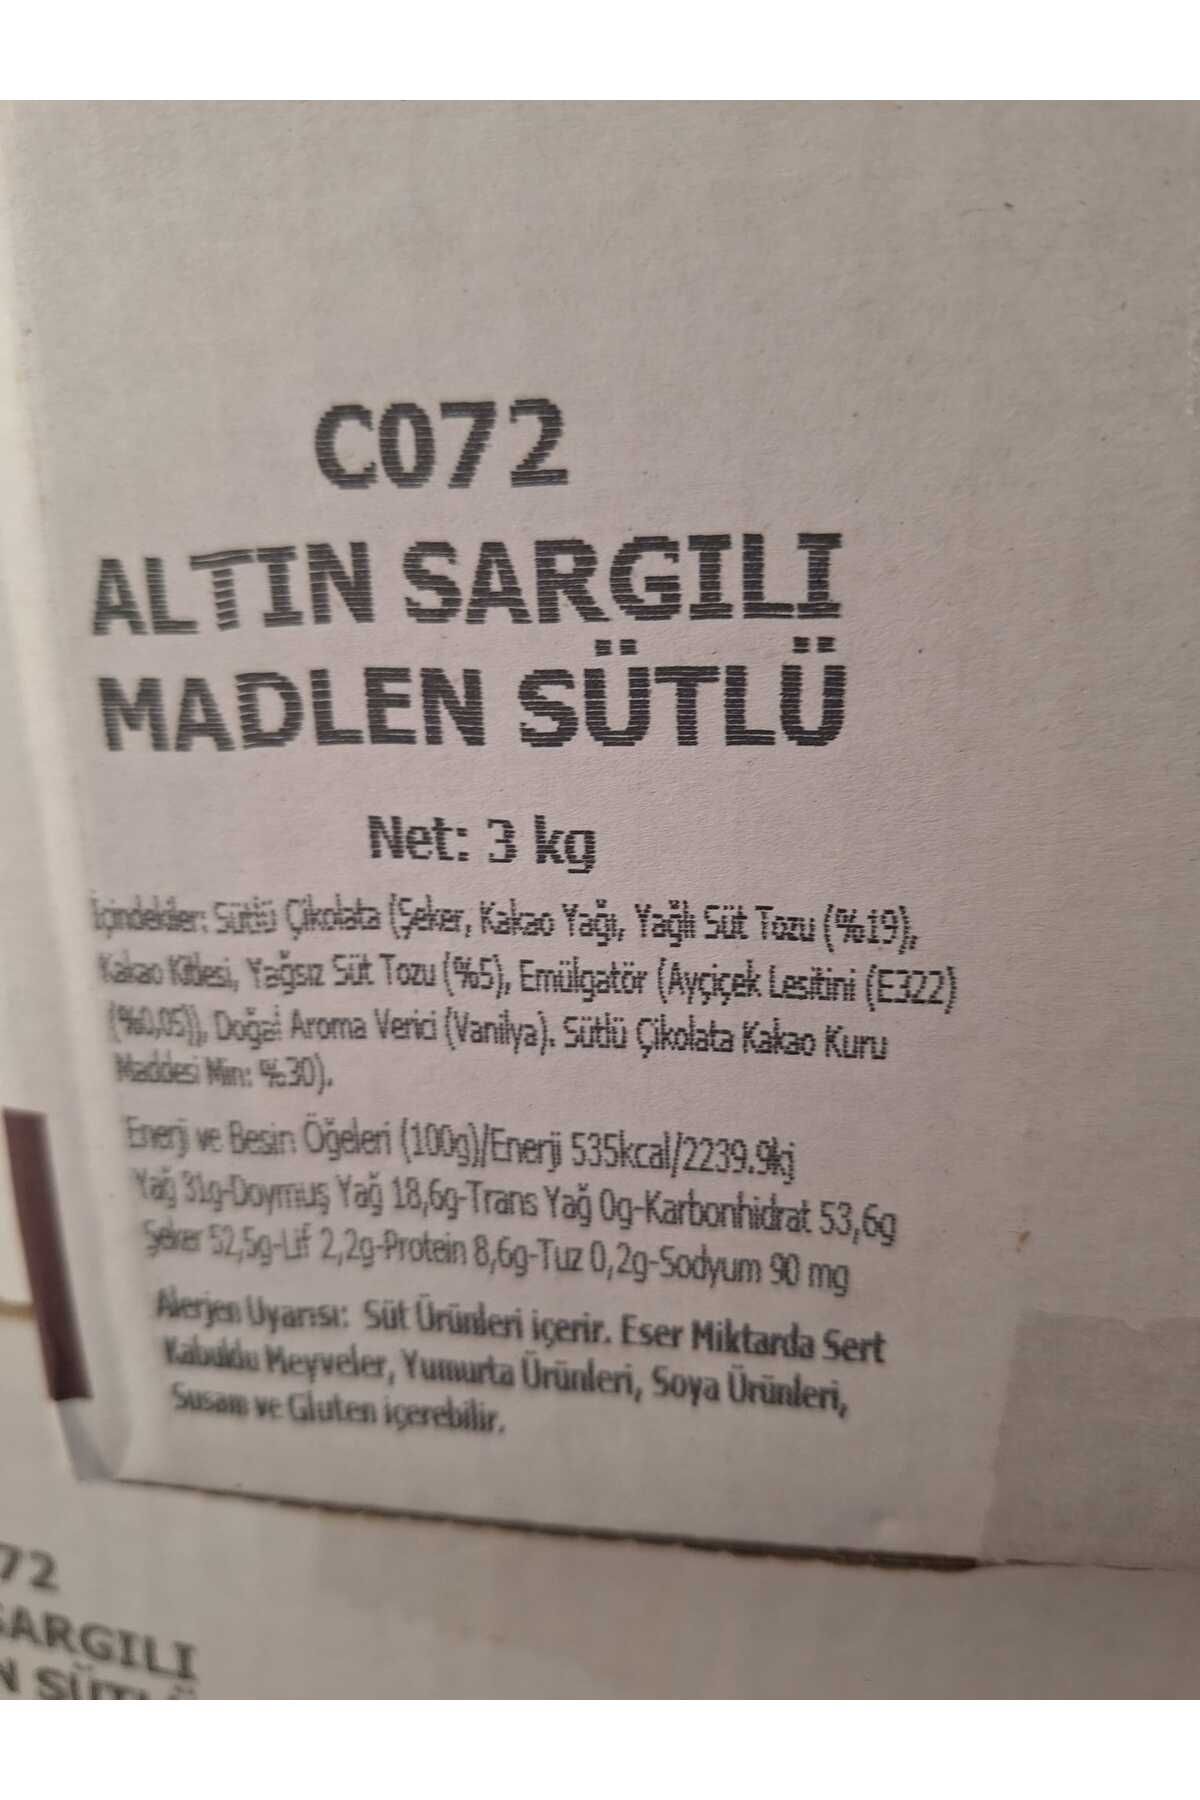 C072
ALTIN SARGILI
MADLEN SÜTLÜ
Net: 3 kg
İçindekiler: Sütlü Çikolata (Şeker, Kakao Yağı, Yağlı Süt Tozu (%19),
Kakao Kitlesi, Yağsız Süt Tozu (%5), Emülgatör (Ayçiçek Lesitini (E322)
(%0,05)), Doğal Aroma Verici (Vanilya). Sütlü Çikolata Kakao Kuru
Maddesi Min: %30).
Enerji ve Besin Öğeleri (100g)/Enerji 535kcal/2239.9kj
Yağ 31g-Doymuş Yağ 18,6g-Trans Yağ 0g-Karbonhidrat 53,6g
Şeker 52,5g-Lif 2,2g-Protein 8,6g-Tuz 0,2g-Sodyum 90 mg
Alerjen Uyarısı: Süt Ürünleri içerir. Eser Miktarda Sert
Kabuklu Meyveler, Yumurta Ürünleri, Soya Ürünleri,
Susam ve Gluten içerebilir.
72
SARGILI
N SÜTLÜ